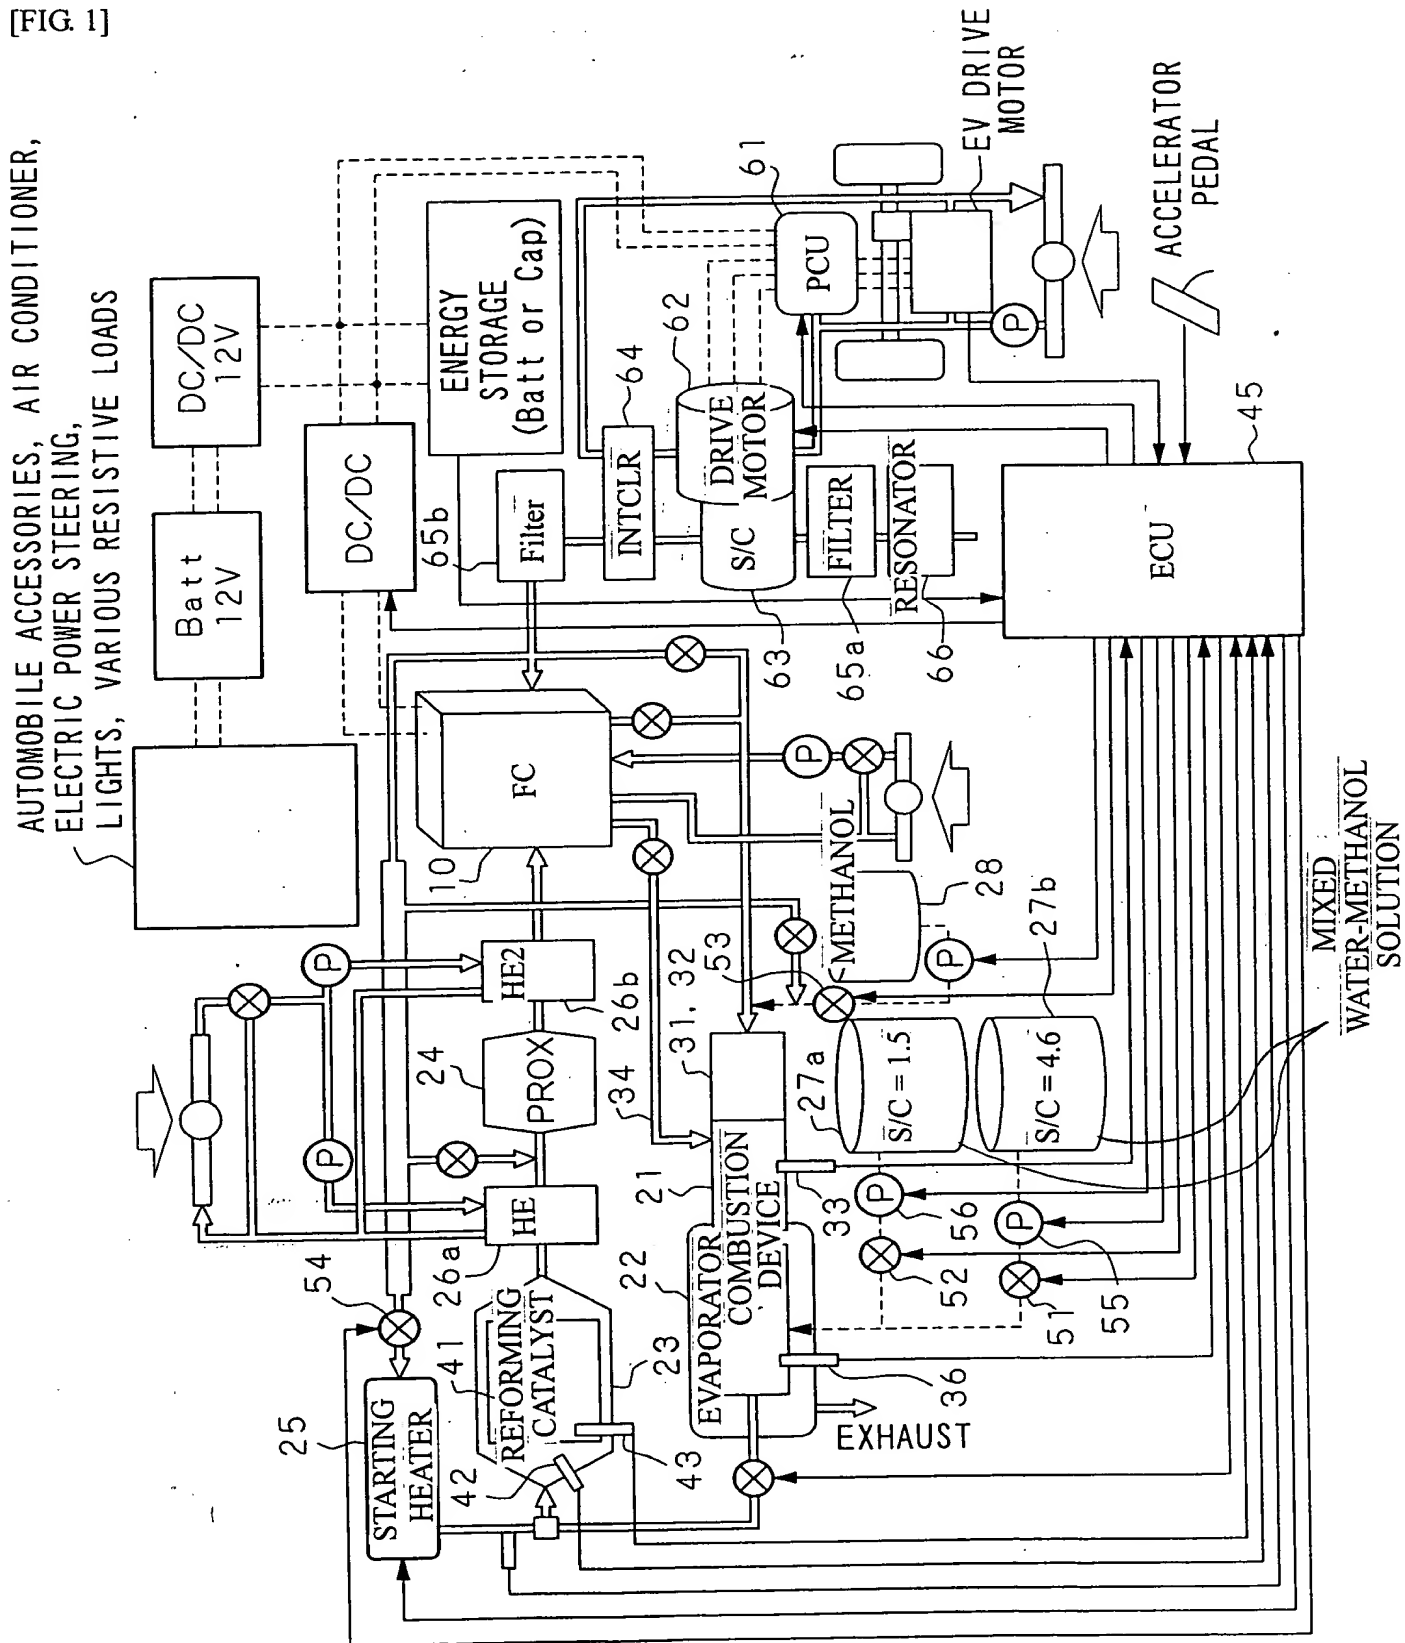 [FIG. 1]
AUTOMOBILE ACCESSORIES, AIR CONDITIONER,
ELECTRIC POWER STEERING,
LIGHTS, VARIOUS RESISTIVE LOADS
DC/DC
12V
Batt
12V
DC/DC
ENERGY
STORAGE
(Batt or Cap)
65b
Filter
INTCLR
64
62
DRIVE
MOTOR
S/C
63
FILTER
65a
RESONATOR
66
61
PCU
EV DRIVE
MOTOR
ACCELERATOR
PEDAL
ECU
45
FC
10
P
P
HE2
26b
PROX
24
P
HE
26a
54
25
STARTING
HEATER
REFORMING
CATALYST
41
42
43
23
34
31, 32
21
22
EVAPORATOR
COMBUSTION
DEVICE
33
36
EXHAUST
METHANOL
28
P
53
27a
S/C = 1.5
27b
S/C = 4.6
P
56
52
P
55
51
P
MIXED
WATER-METHANOL
SOLUTION